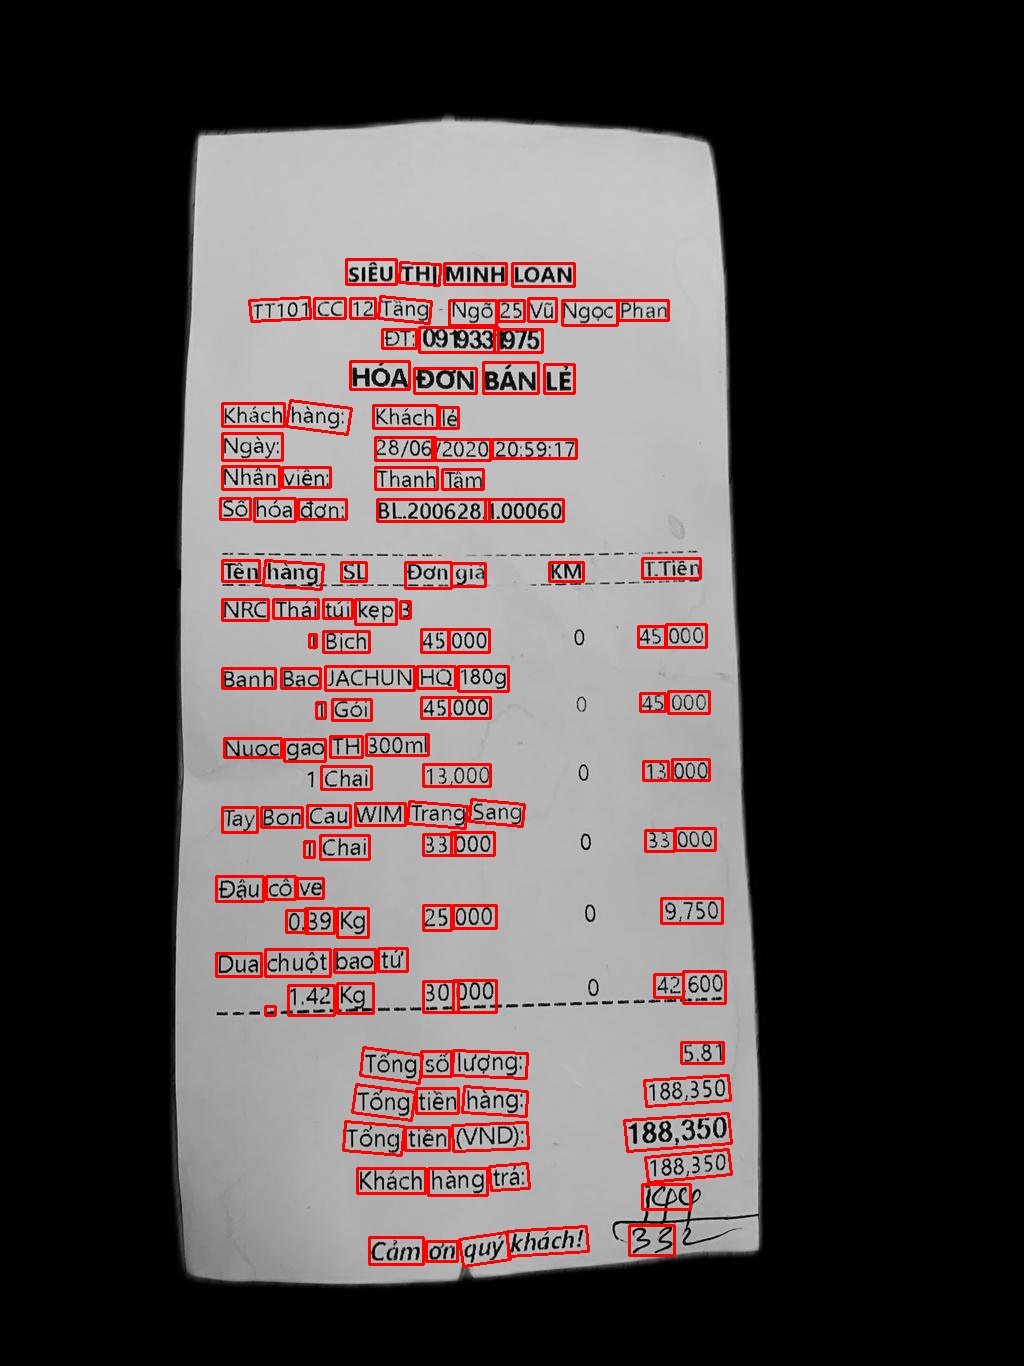 SIÊU THỊ MINH LOAN
TT101 CC 12 Tầng - Ngõ 25 Vũ Ngọc Phan
ĐT: 0919331975
HÓA ĐƠN BÁN LẺ
Khách hàng: Khách lẻ
Ngày: 28/06/2020 20:59:17
Nhân viên: Thanh Tâm
Số hóa đơn: BL.200628.1.00060
Tên hàng SL Đơn giá KM T.Tiền
NRC Thái túi kẹp 3
1 Bịch 45,000 0 45,000
Banh Bao JACHUN HQ 180g
1 Gói 45,000 0 45,000
Nuoc gao TH 300ml
1 Chai 13,000 0 13,000
Tay Bon Cau WIM Trang Sang
1 Chai 33,000 0 33,000
Đậu cô ve
0.39 Kg 25,000 0 9,750
Dua chuột bao tử
1.42 Kg 30,000 0 42,600
Tổng số lượng: 5.81
Tổng tiền hàng: 188,350
Tổng tiền (VND): 188,350
Khách hàng trả: 188,350
332
Cảm ơn quý khách!